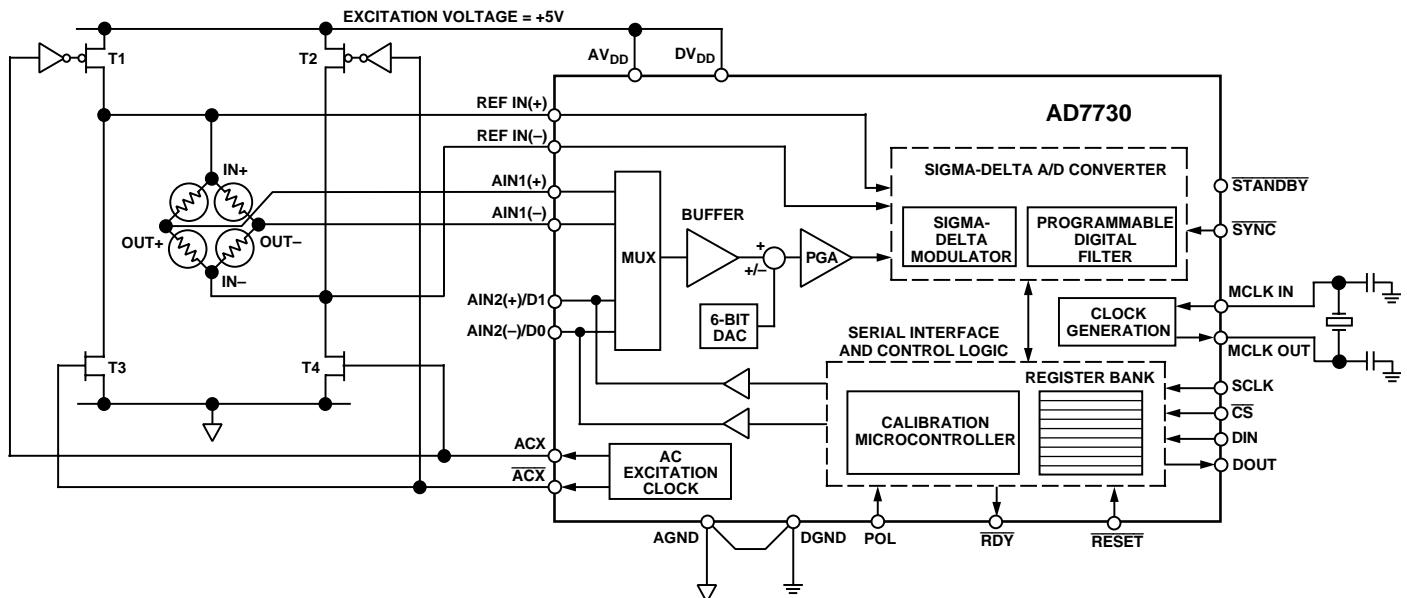 EXCITATION VOLTAGE = +5V
T1
T2
AVDD
DVDD
REF IN(+)
REF IN(–)
AD7730
SIGMA-DELTA A/D CONVERTER
STANDBY
AIN1(+)
AIN1(–)
IN+
OUT+
OUT–
IN–
BUFFER
SIGMA-
DELTA
MODULATOR
PROGRAMMABLE
DIGITAL
FILTER
SYNC
MUX
+
+/–
PGA
MCLK IN
AIN2(+)/D1
AIN2(–)/D0
6-BIT
DAC
CLOCK
GENERATION
SERIAL INTERFACE
AND CONTROL LOGIC
MCLK OUT
T3
T4
REGISTER BANK
SCLK
CS
CALIBRATION
MICROCONTROLLER
DIN
DOUT
ACX
ACX
AC
EXCITATION
CLOCK
AGND
DGND
POL
RDY
RESET